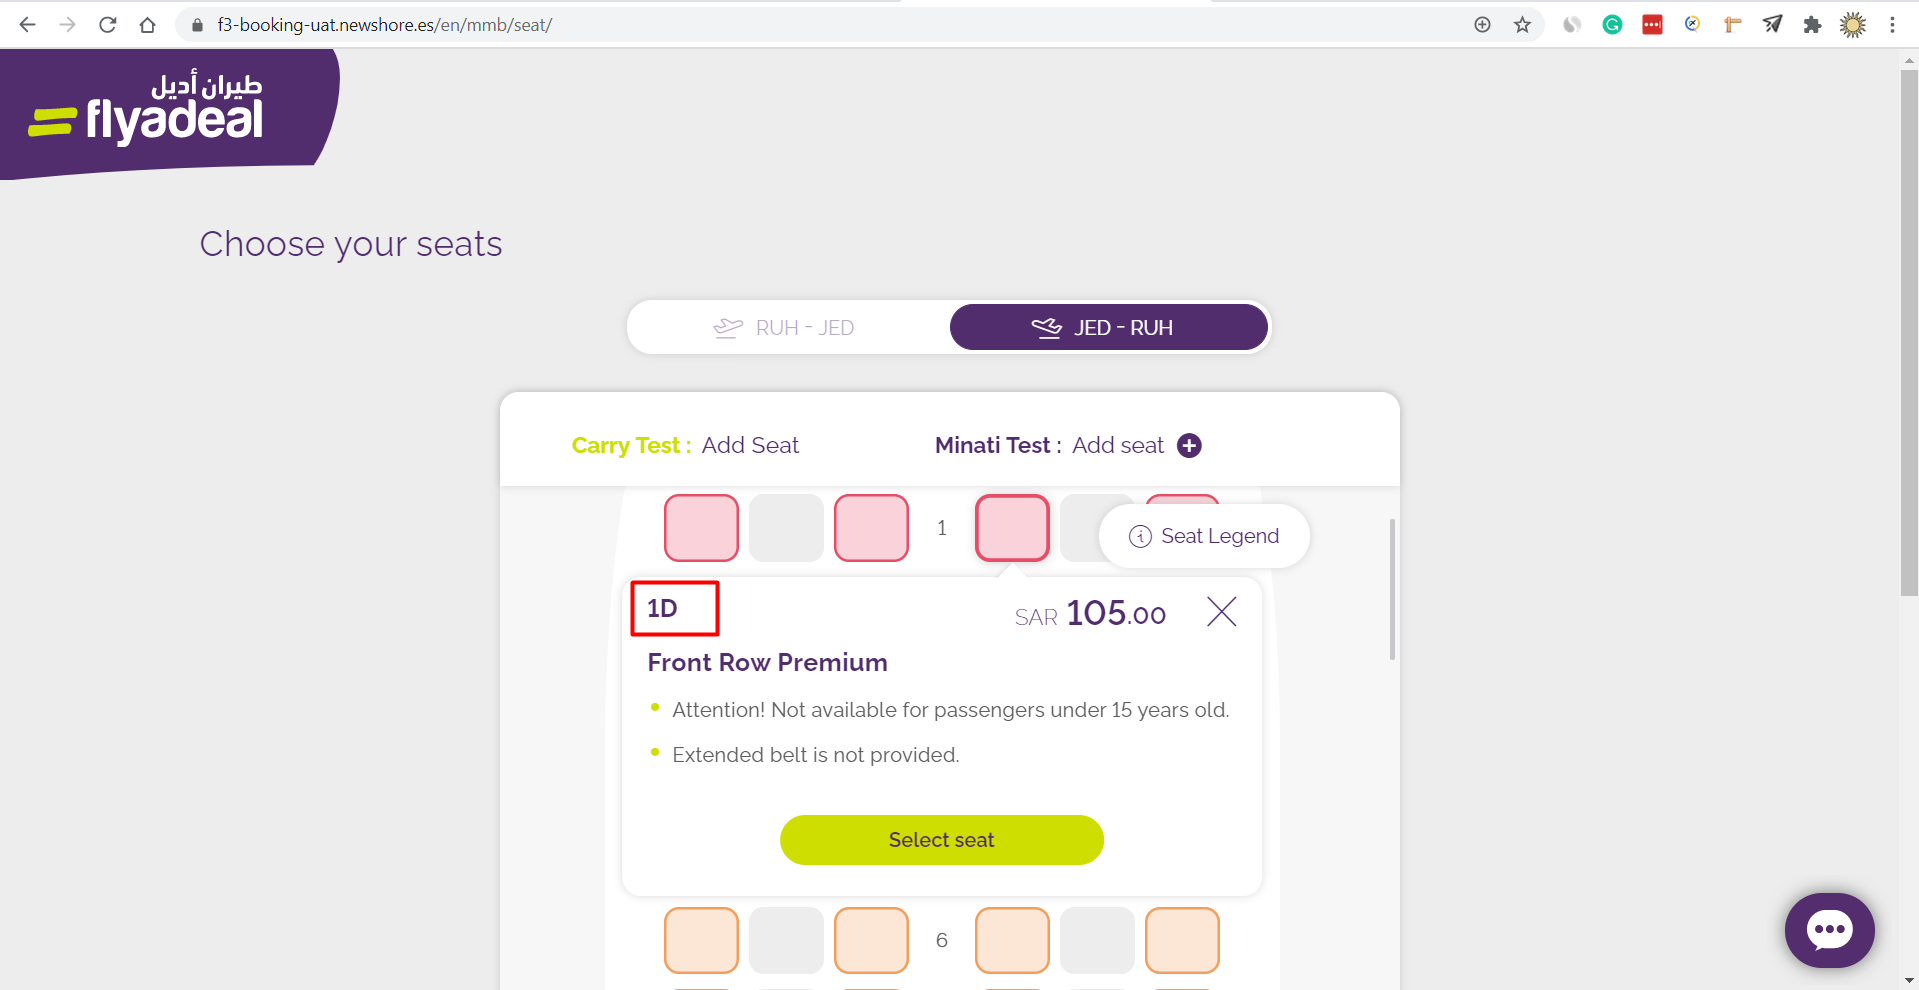 f3-booking-uat.newshore.es/en/mmb/seat/
طيران أديل
flyadeal
Choose your seats
RUH - JED
JED - RUH
Carry Test : Add Seat
Minati Test : Add seat
1
Seat Legend
1D
SAR 105.00
Front Row Premium
Attention! Not available for passengers under 15 years old.
Extended belt is not provided.
Select seat
6